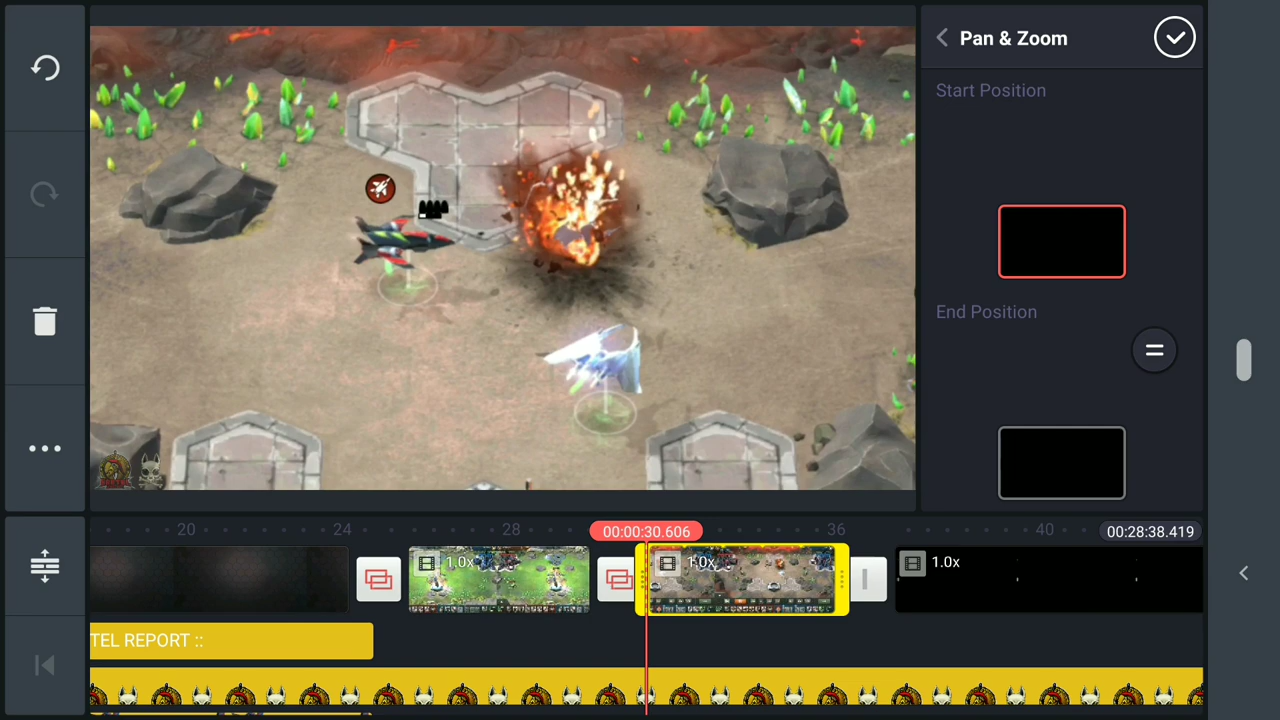 Pan & Zoom
Start Position
End Position
20
24
28
00:00:30.606
36
40
00:28:38.419
1.0x
1.0x
1.0x
TEL REPORT ::